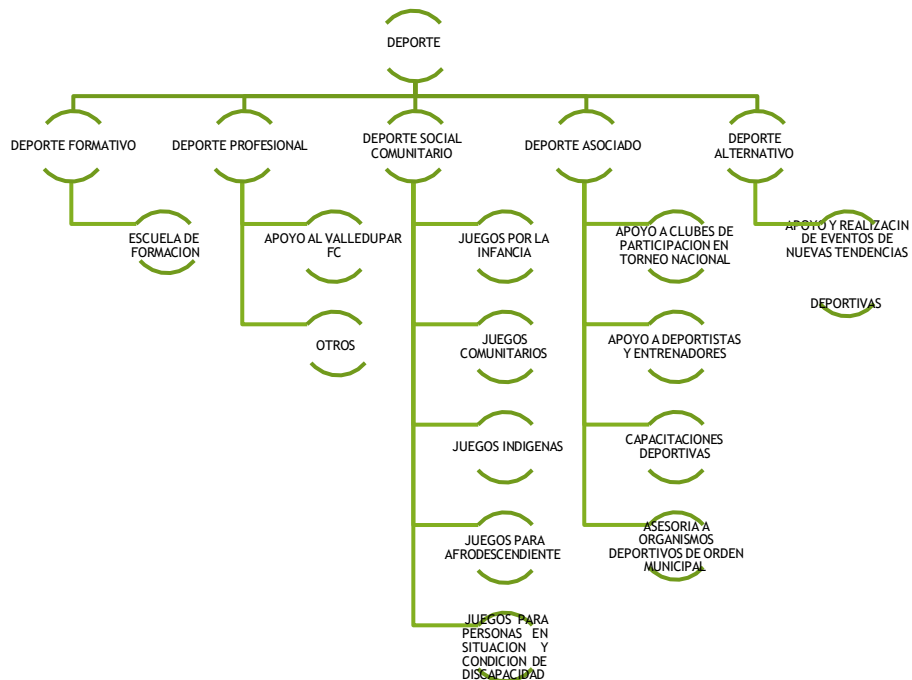 DEPORTE
DEPORTE FORMATIVO
DEPORTE PROFESIONAL
DEPORTE SOCIAL
COMUNITARIO
DEPORTE ASOCIADO
DEPORTE
ALTERNATIVO
ESCUELA DE
FORMACION
APOYO AL VALLEDUPAR
FC
OTROS
JUEGOS POR LA
INFANCIA
JUEGOS
COMUNITARIOS
JUEGOS INDIGENAS
JUEGOS PARA
AFRODESCENDIENTE
JUEGOS PARA
PERSONAS EN
SITUACION Y
CONDICION DE
DISCAPACIDAD
APOYO A CLUBES DE
PARTICIPACION EN
TORNEO NACIONAL
APOYO A DEPORTISTAS
Y ENTRENADORES
CAPACITACIONES
DEPORTIVAS
ASESORIA A
ORGANISMOS
DEPORTIVOS DE ORDEN
MUNICIPAL
APOYO Y REALIZACIN
DE EVENTOS DE
NUEVAS TENDENCIAS
DEPORTIVAS